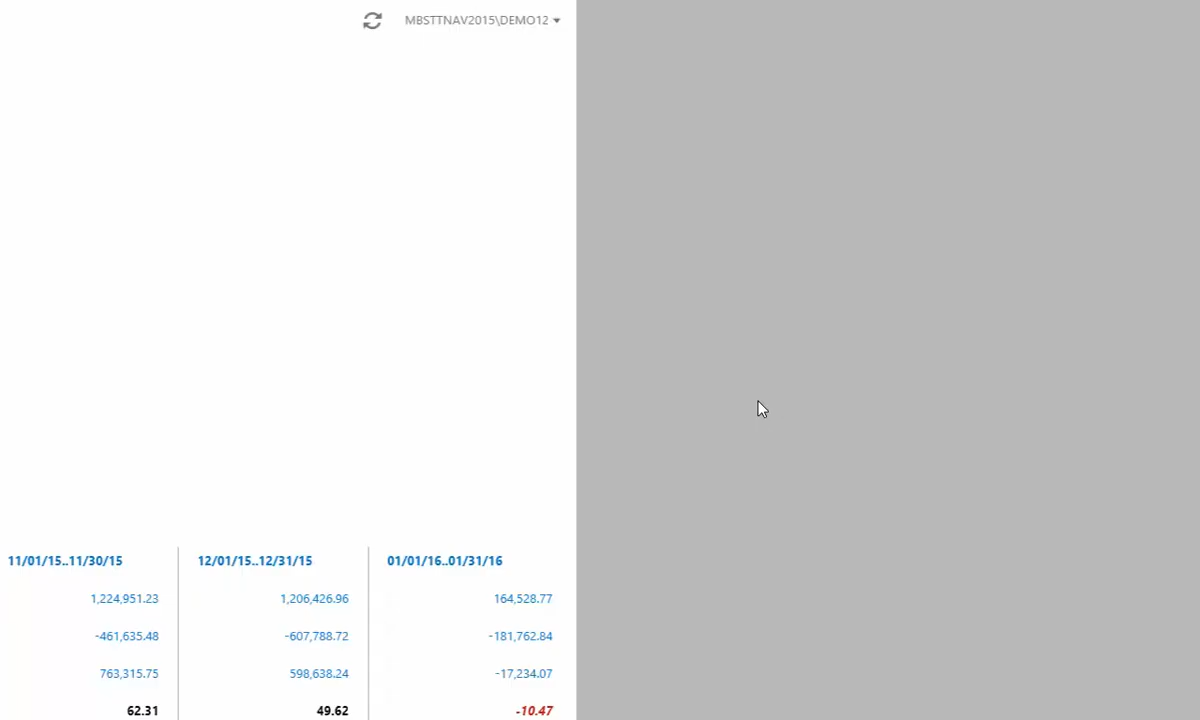 MBSTTNAV2015\DEMO12
11/01/15..11/30/15 12/01/15..12/31/15 01/01/16..01/31/16
1,224,951.23 1,206,426.96 164,528.77
-461,635.48 -607,788.72 -181,762.84
763,315.75 598,638.24 -17,234.07
62.31 49.62 -10.47